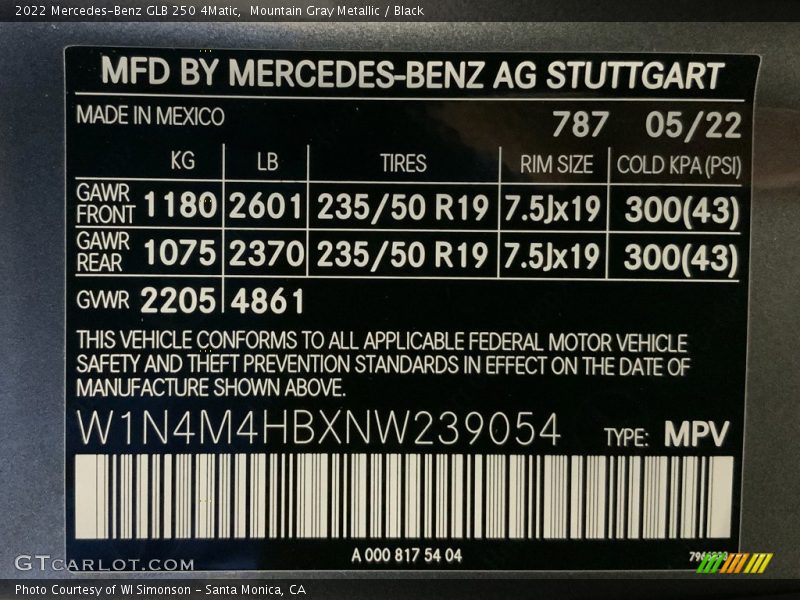 2022 Mercedes-Benz GLB 250 4Matic, Mountain Gray Metallic / Black
MFD BY MERCEDES-BENZ AG STUTTGART
MADE IN MEXICO 787 05/22
KG LB TIRES RIM SIZE COLD KPA (PSI)
GAWR FRONT 1180 2601 235/50 R19 7.5Jx19 300(43)
GAWR REAR 1075 2370 235/50 R19 7.5Jx19 300(43)
GVWR 2205 4861
THIS VEHICLE CONFORMS TO ALL APPLICABLE FEDERAL MOTOR VEHICLE
SAFETY AND THEFT PREVENTION STANDARDS IN EFFECT ON THE DATE OF
MANUFACTURE SHOWN ABOVE.
W1N4M4HBXNW239054 TYPE: MPV
A 000 817 54 04
GTCARLOT.COM
Photo Courtesy of WI Simonson - Santa Monica, CA